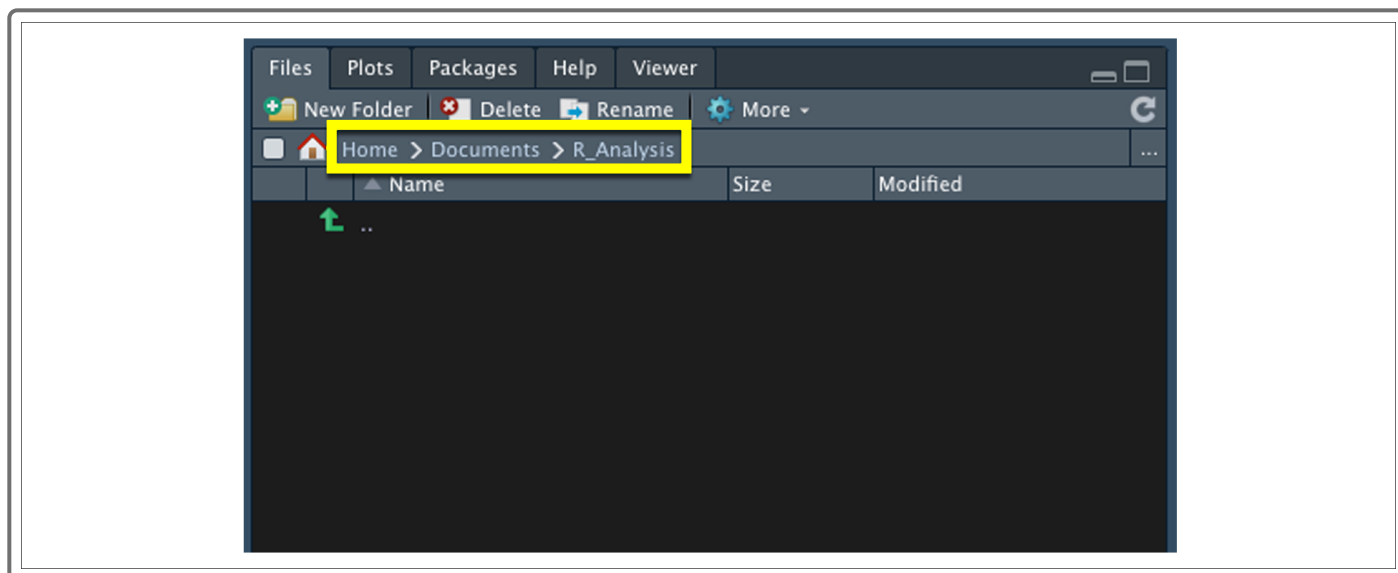 Files Plots Packages Help Viewer
New Folder Delete Rename More
Home > Documents > R_Analysis ...
Name Size Modified
..